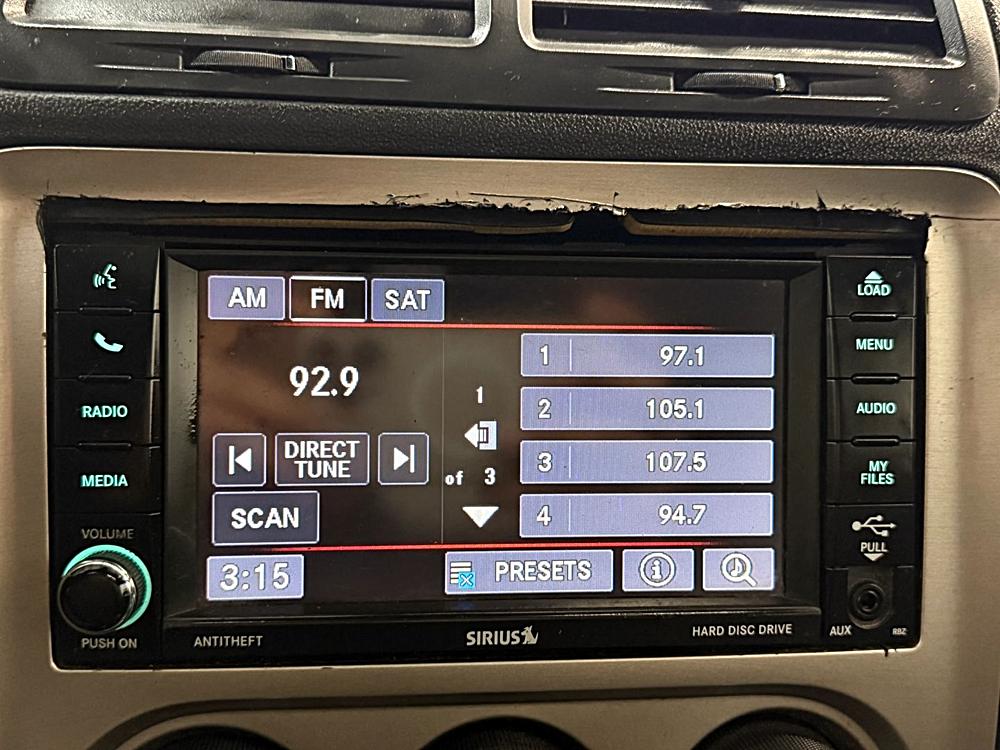 AM FM SAT
92.9
DIRECT
TUNE
SCAN
3:15
1
of 3
1 97.1
2 105.1
3 107.5
4 94.7
PRESETS
RADIO
MEDIA
VOLUME
PUSH ON
ANTITHEFT
SIRIUS
HARD DISC DRIVE
LOAD
MENU
AUDIO
MY
FILES
PULL
AUX
RBZ